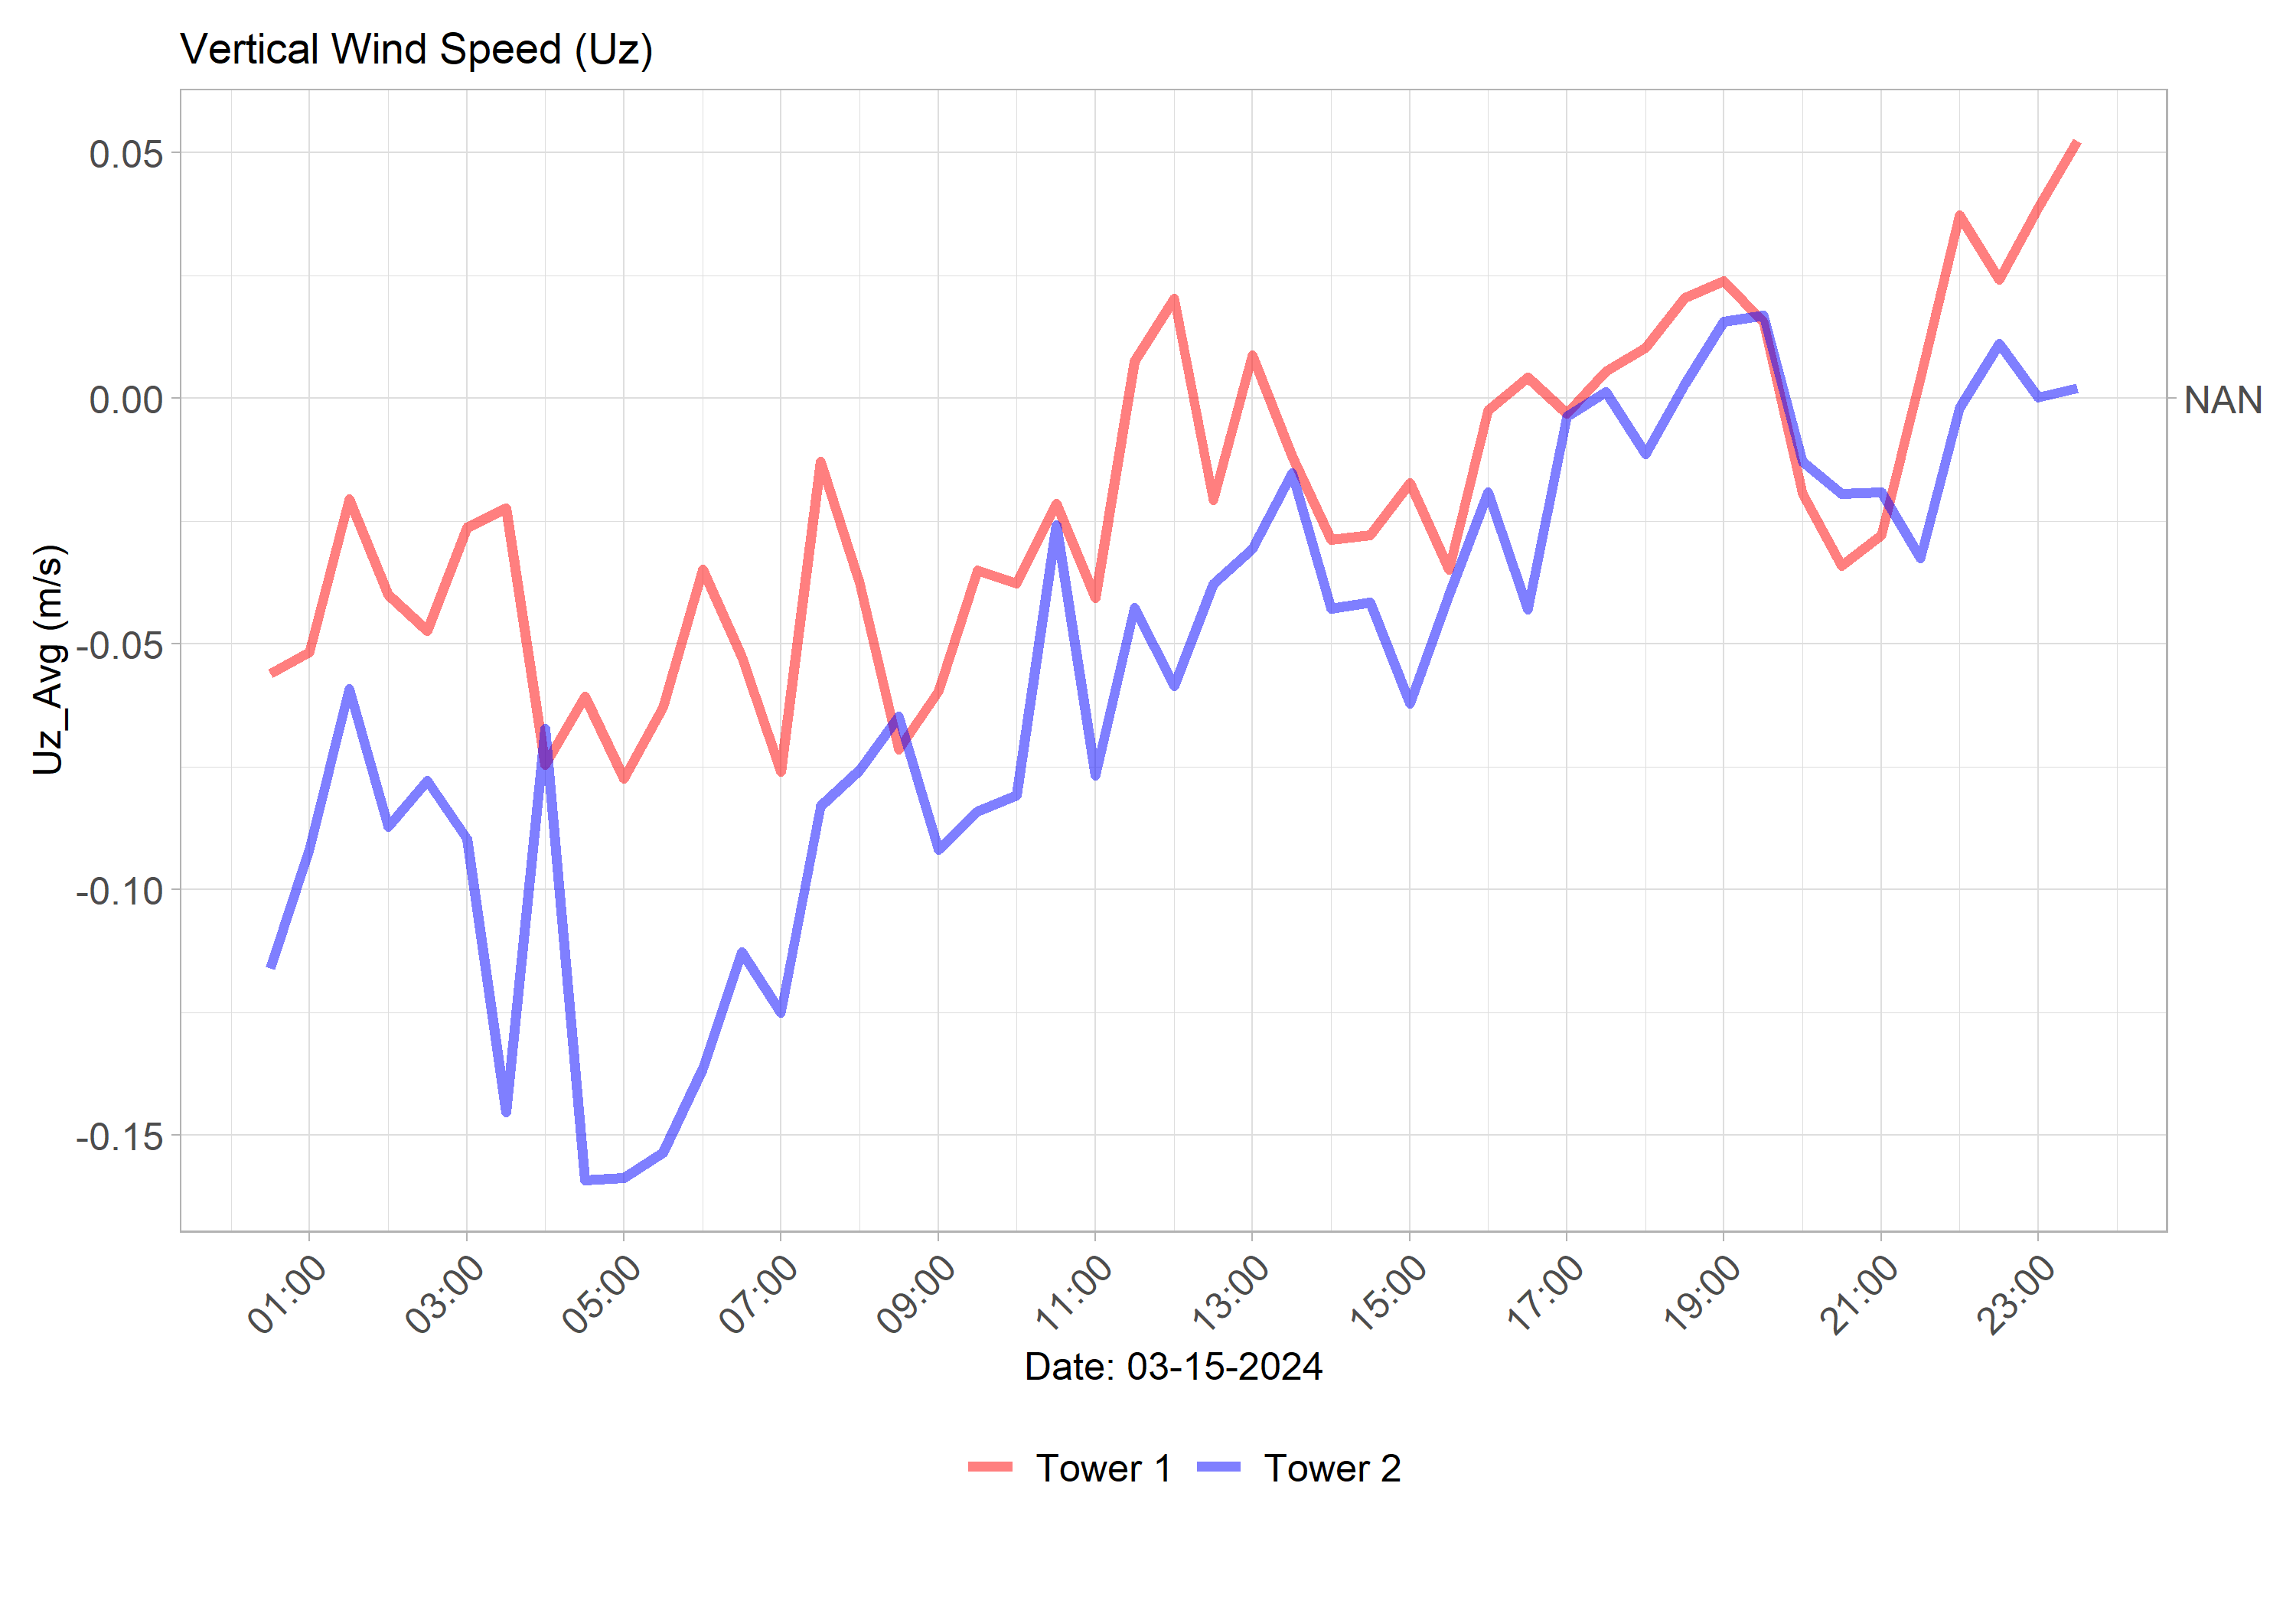 Vertical Wind Speed (Uz)
0.05
0.00
-0.05
-0.10
-0.15
NAN
Uz_Avg (m/s)
01:00 03:00 05:00 07:00 09:00 11:00 13:00 15:00 17:00 19:00 21:00 23:00
Date: 03-15-2024
Tower 1 Tower 2